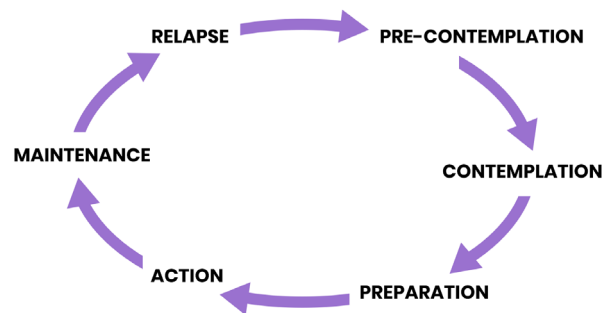 RELAPSE
PRE-CONTEMPLATION
CONTEMPLATION
PREPARATION
ACTION
MAINTENANCE